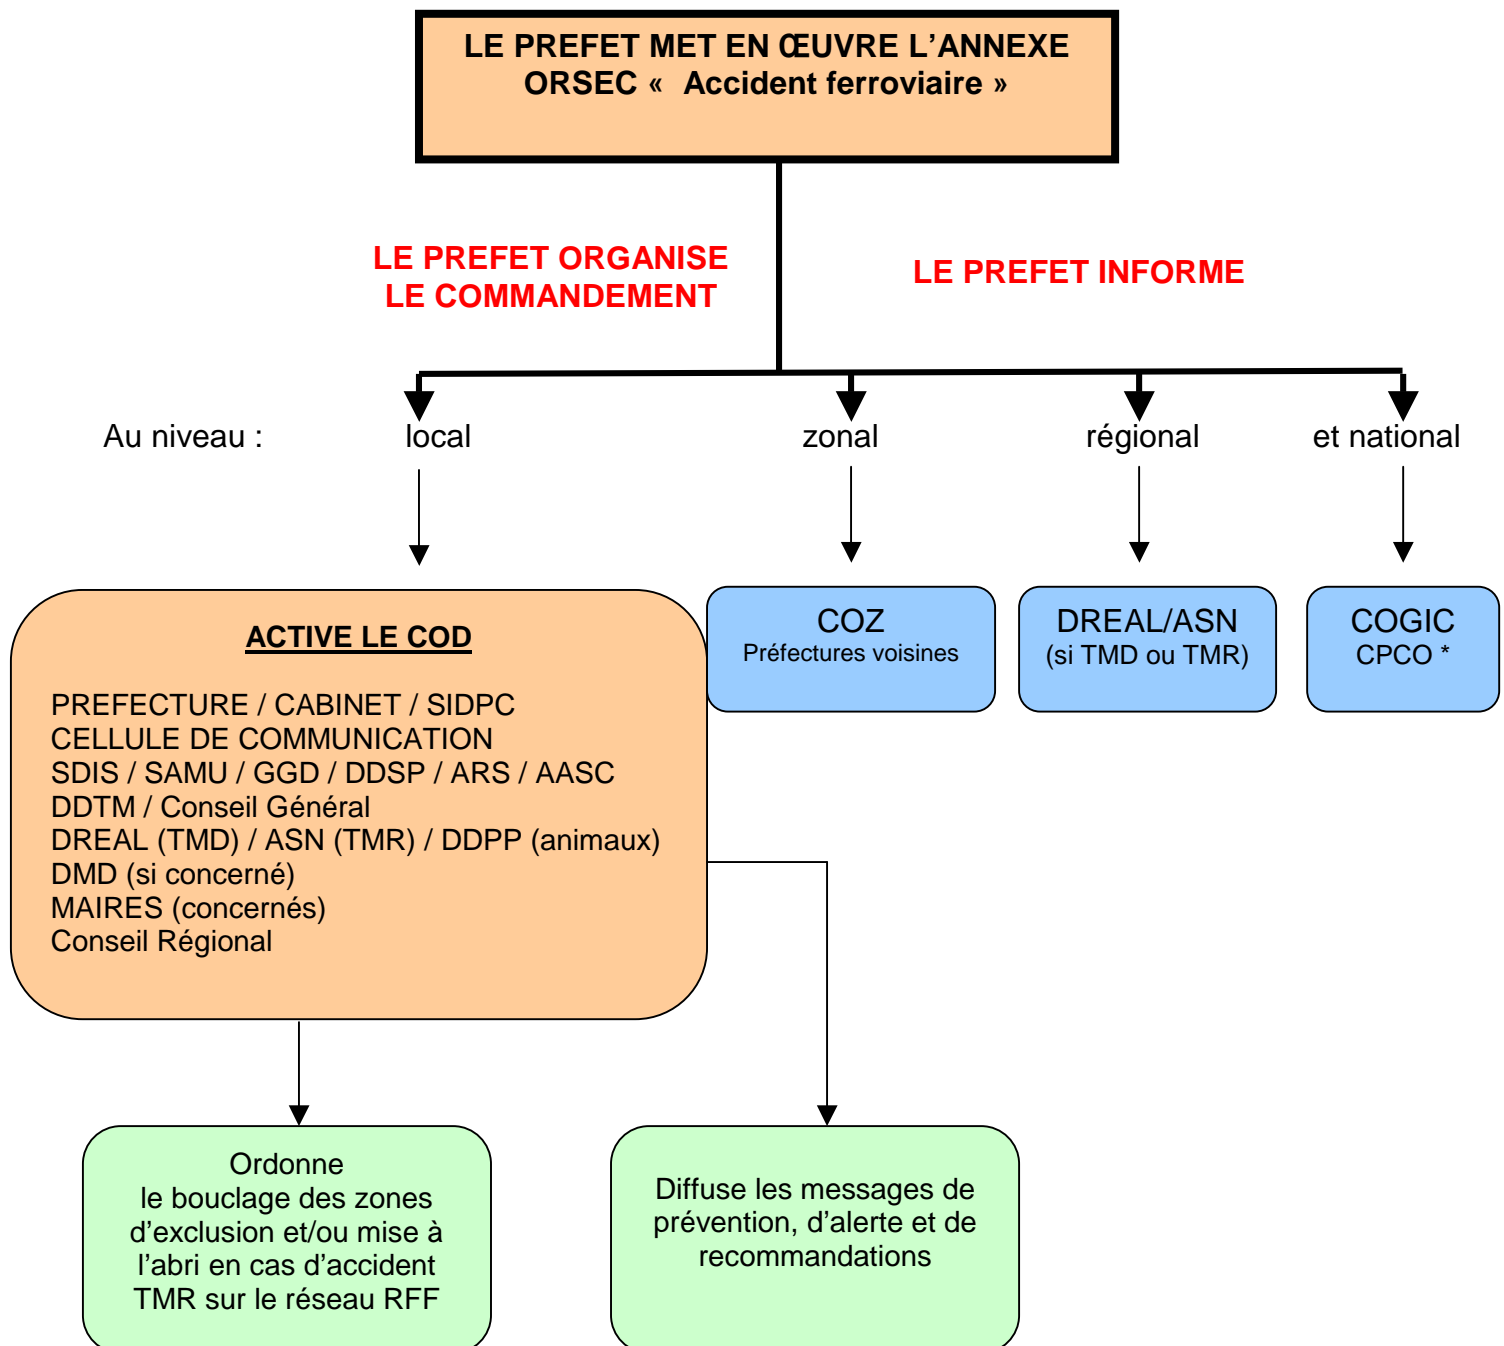 LE PREFET MET EN ŒUVRE L’ANNEXE
ORSEC « Accident ferroviaire »
LE PREFET ORGANISE
LE COMMANDEMENT
LE PREFET INFORME
Au niveau : local zonal régional et national
ACTIVE LE COD
PREFECTURE / CABINET / SIDPC
CELLULE DE COMMUNICATION
SDIS / SAMU / GGD / DDSP / ARS / AASC
DDTM / Conseil Général
DREAL (TMD) / ASN (TMR) / DDPP (animaux)
DMD (si concerné)
MAIRES (concernés)
Conseil Régional
COZ
Préfectures voisines
DREAL/ASN
(si TMD ou TMR)
COGIC
CPCO *
Ordonne
le bouclage des zones
d’exclusion et/ou mise à
l’abri en cas d’accident
TMR sur le réseau RFF
Diffuse les messages de
prévention, d’alerte et de
recommandations